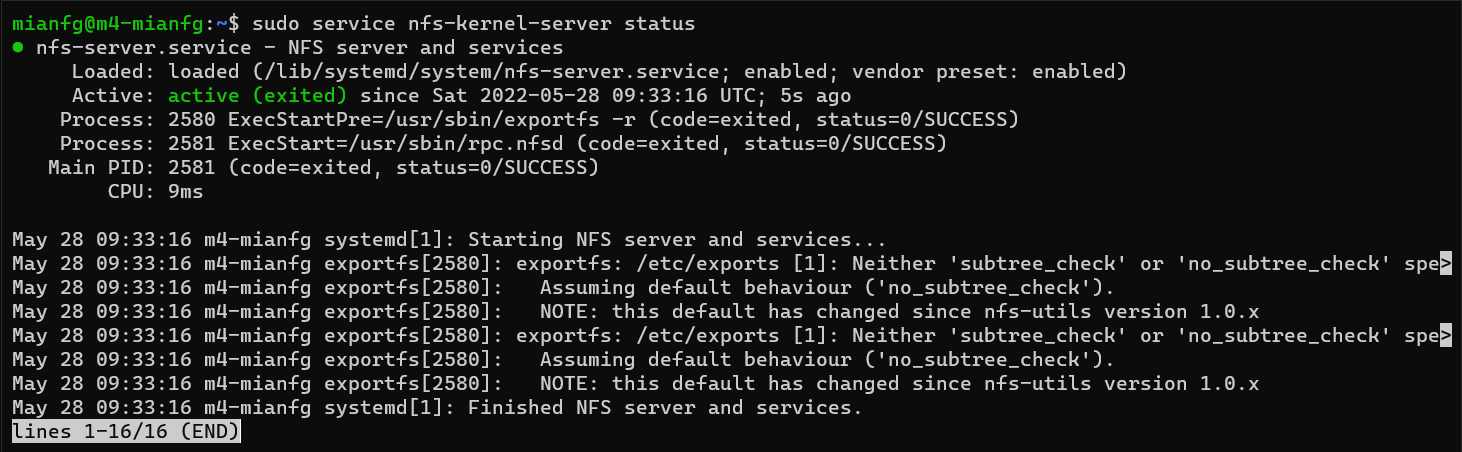 mianfg@m4-mianfg:~$ sudo service nfs-kernel-server status
● nfs-server.service - NFS server and services
     Loaded: loaded (/lib/systemd/system/nfs-server.service; enabled; vendor preset: enabled)
     Active: active (exited) since Sat 2022-05-28 09:33:16 UTC; 5s ago
    Process: 2580 ExecStartPre=/usr/sbin/exportfs -r (code=exited, status=0/SUCCESS)
    Process: 2581 ExecStart=/usr/sbin/rpc.nfsd (code=exited, status=0/SUCCESS)
   Main PID: 2581 (code=exited, status=0/SUCCESS)
        CPU: 9ms

May 28 09:33:16 m4-mianfg systemd[1]: Starting NFS server and services...
May 28 09:33:16 m4-mianfg exportfs[2580]: exportfs: /etc/exports [1]: Neither 'subtree_check' or 'no_subtree_check' spe>
May 28 09:33:16 m4-mianfg exportfs[2580]:   Assuming default behaviour ('no_subtree_check').
May 28 09:33:16 m4-mianfg exportfs[2580]:   NOTE: this default has changed since nfs-utils version 1.0.x
May 28 09:33:16 m4-mianfg exportfs[2580]: exportfs: /etc/exports [1]: Neither 'subtree_check' or 'no_subtree_check' spe>
May 28 09:33:16 m4-mianfg exportfs[2580]:   Assuming default behaviour ('no_subtree_check').
May 28 09:33:16 m4-mianfg exportfs[2580]:   NOTE: this default has changed since nfs-utils version 1.0.x
May 28 09:33:16 m4-mianfg systemd[1]: Finished NFS server and services.
lines 1-16/16 (END)